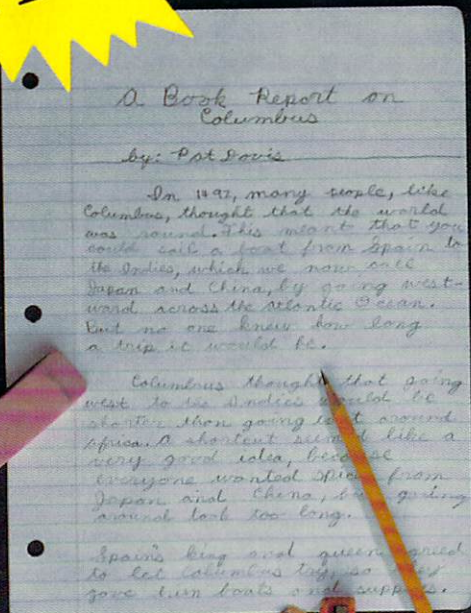 A Book Report on
Columbus
by: Pat Davis
In 1492, many people, like
Columbus, thought that the world
was round. This meant that you
could sail a boat from Spain to
the Indies, which we now call
Japan and China, by going west-
ward across the Atlantic Ocean.
But no one knew how long
a trip it would be.
Columbus thought that going
west to the Indies would be
shorter than going east around
Africa. A shortcut like a
very good idea, because
everyone wanted from
Japan and China, going
around took too long.
Spain's king and queen
to let Columbus try, so they
gave boats and